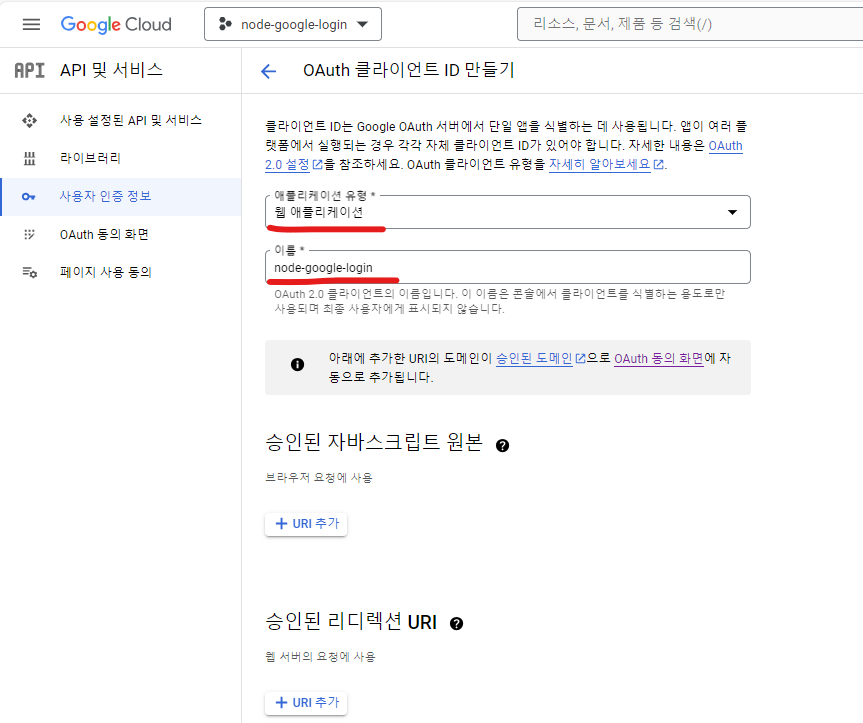 Google Cloud
node-google-login
리소스, 문서, 제품 등 검색(/)
API
API 및 서비스
OAuth 클라이언트 ID 만들기
사용 설정된 API 및 서비스
라이브러리
사용자 인증 정보
OAuth 동의 화면
페이지 사용 동의
클라이언트 ID는 Google OAuth 서버에서 단일 앱을 식별하는 데 사용됩니다. 앱이 여러 플
랫폼에서 실행되는 경우 각각 자체 클라이언트 ID가 있어야 합니다. 자세한 내용은 OAuth
2.0 설정을 참조하세요. OAuth 클라이언트 유형을 자세히 알아보세요.
애플리케이션 유형 *
웹 애플리케이션
이름 *
node-google-login
OAuth 2.0 클라이언트의 이름입니다. 이 이름은 콘솔에서 클라이언트를 식별하는 용도로만
사용되며 최종 사용자에게 표시되지 않습니다.
아래에 추가한 URI의 도메인이 승인된 도메인으로 OAuth 동의 화면에 자
동으로 추가됩니다.
승인된 자바스크립트 원본
브라우저 요청에 사용
+ URI 추가
승인된 리디렉션 URI
웹 서버의 요청에 사용
+ URI 추가